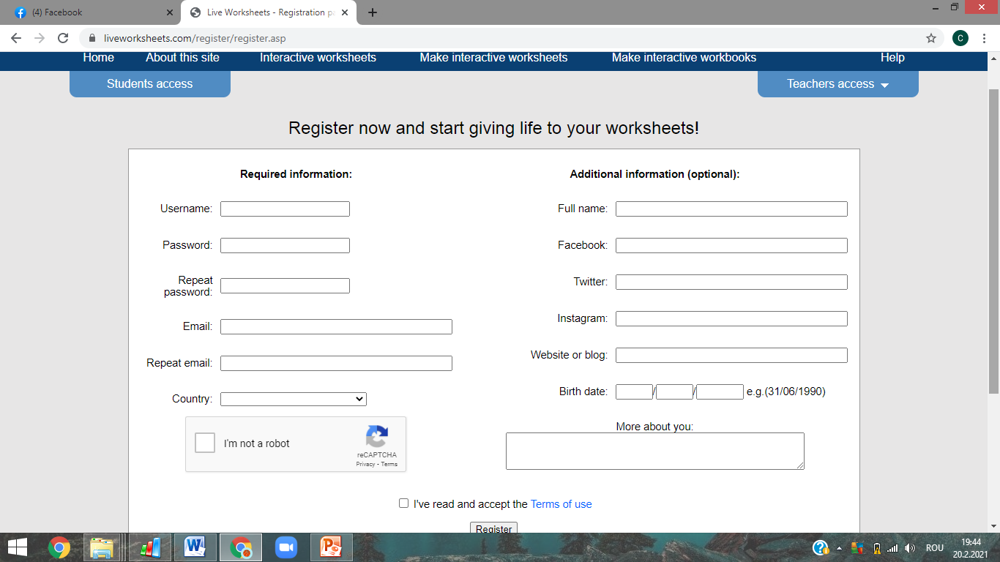 (4) Facebook
Live Worksheets - Registration pa
liveworksheets.com/register/register.asp
C
Home About this site Interactive worksheets Make interactive worksheets Make interactive workbooks Help
Students access
Teachers access
Register now and start giving life to your worksheets!
Required information:
Username:
Password:
Repeat
password:
Email:
Repeat email:
Country:
I'm not a robot
reCAPTCHA
Privacy - Terms
Additional information (optional):
Full name:
Facebook:
Twitter:
Instagram:
Website or blog:
Birth date: / / e.g.(31/06/1990)
More about you:
I've read and accept the Terms of use
Register
ROU
19:44
20.2.2021